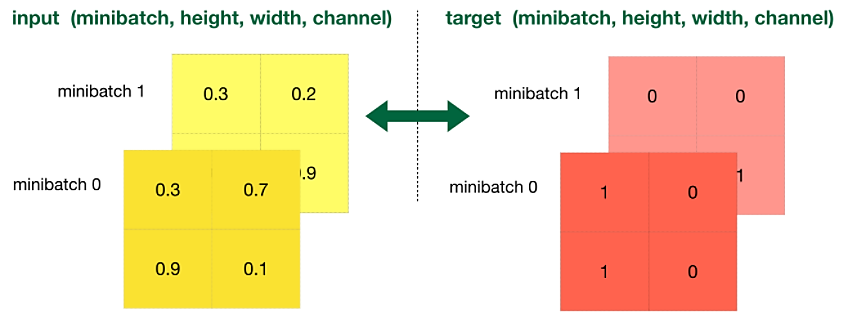 input (minibatch, height, width, channel)
target (minibatch, height, width, channel)
minibatch 1
0.3 0.2
.9
minibatch 0
0.3 0.7
0.9 0.1
minibatch 1
0 0
1
minibatch 0
1 0
1 0